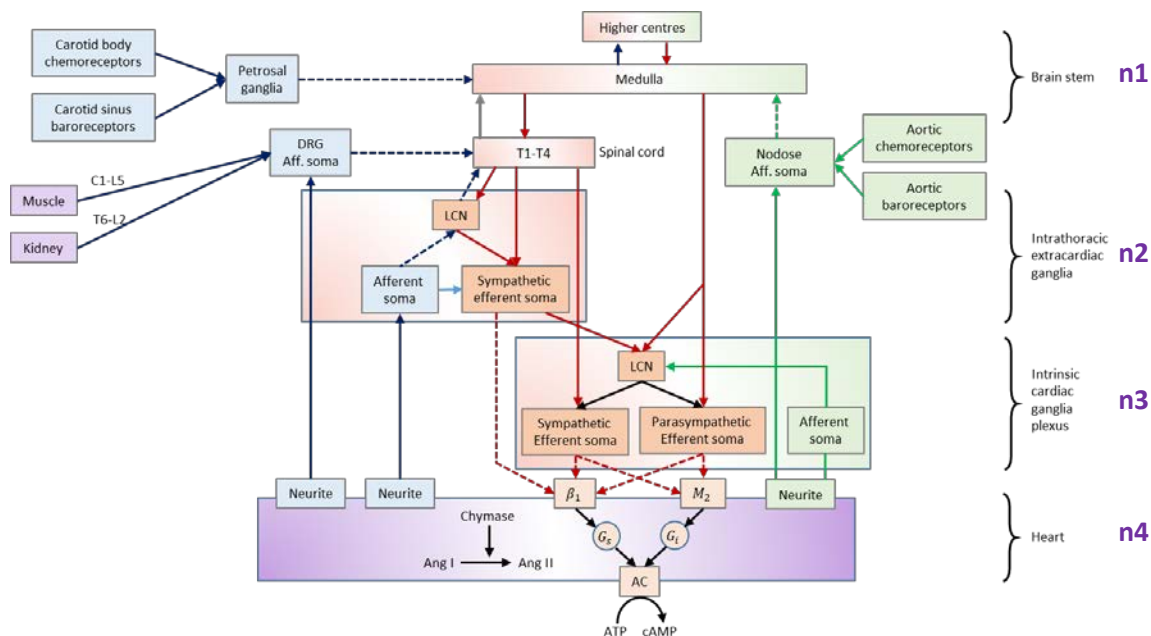 Higher centres
Carotid body
chemoreceptors
Petrosal
ganglia
Medulla
Brain stem
n1
Carotid sinus
baroreceptors
DRG
Aff. soma
T1-T4
Spinal cord
Nodose
Aff. soma
Aortic
chemoreceptors
C1-L5
Muscle
T6-L2
Kidney
LCN
Aortic
baroreceptors
Intrathoracic
extracardiac
ganglia
n2
Afferent
soma
Sympathetic
efferent soma
LCN
Intrinsic
cardiac
ganglia
plexus
n3
Sympathetic
Efferent soma
Parasympathetic
Efferent soma
Afferent
soma
Neurite
Neurite
β₁
M₂
Neurite
Chymase
Gₛ
Gᵢ
Heart
n4
Ang I
Ang II
AC
ATP
cAMP